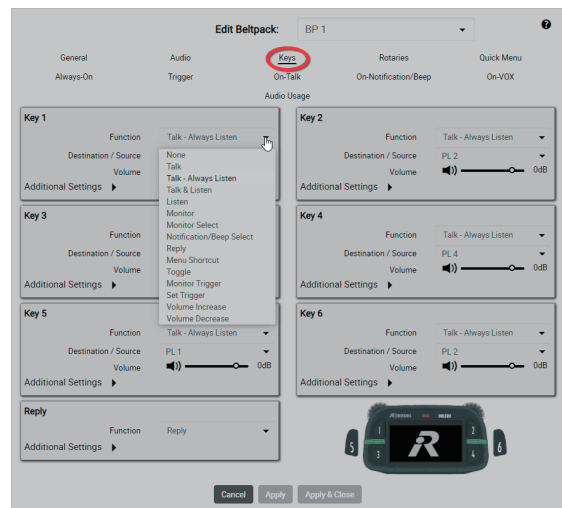 Edit Beltpack: BP 1
General Audio Keys Rotaries Quick Menu
Always-On Trigger On-Talk On-Notification/Beep On-VOX
Audio Usage
Key 1
Function Talk - Always Listen
Destination / Source
Volume
Additional Settings
None
Talk
Talk - Always Listen
Talk & Listen
Listen
Monitor
Monitor Select
Notification/Beep Select
Reply
Menu Shortcut
Toggle
Monitor Trigger
Set Trigger
Volume Increase
Volume Decrease
Key 2
Function Talk - Always Listen
Destination / Source PL 2
Volume 0dB
Additional Settings
Key 3
Function
Destination / Source
Volume
Additional Settings
Key 4
Function Talk - Always Listen
Destination / Source PL 4
Volume 0dB
Additional Settings
Key 5
Function Talk - Always Listen
Destination / Source PL 1
Volume 0dB
Additional Settings
Key 6
Function Talk - Always Listen
Destination / Source PL 2
Volume 0dB
Additional Settings
Reply
Function Reply
Additional Settings
1 2
5 3 4 6
Cancel Apply Apply & Close